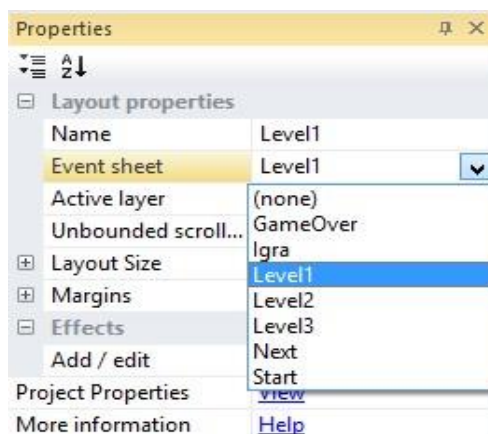 Properties
Layout properties
Name Level1
Event sheet Level1
Active layer (none)
Unbounded scroll... GameOver
Igra
Layout Size Level1
Margins Level2
Effects Level3
Add / edit Next
Start
Project Properties View
More information Help